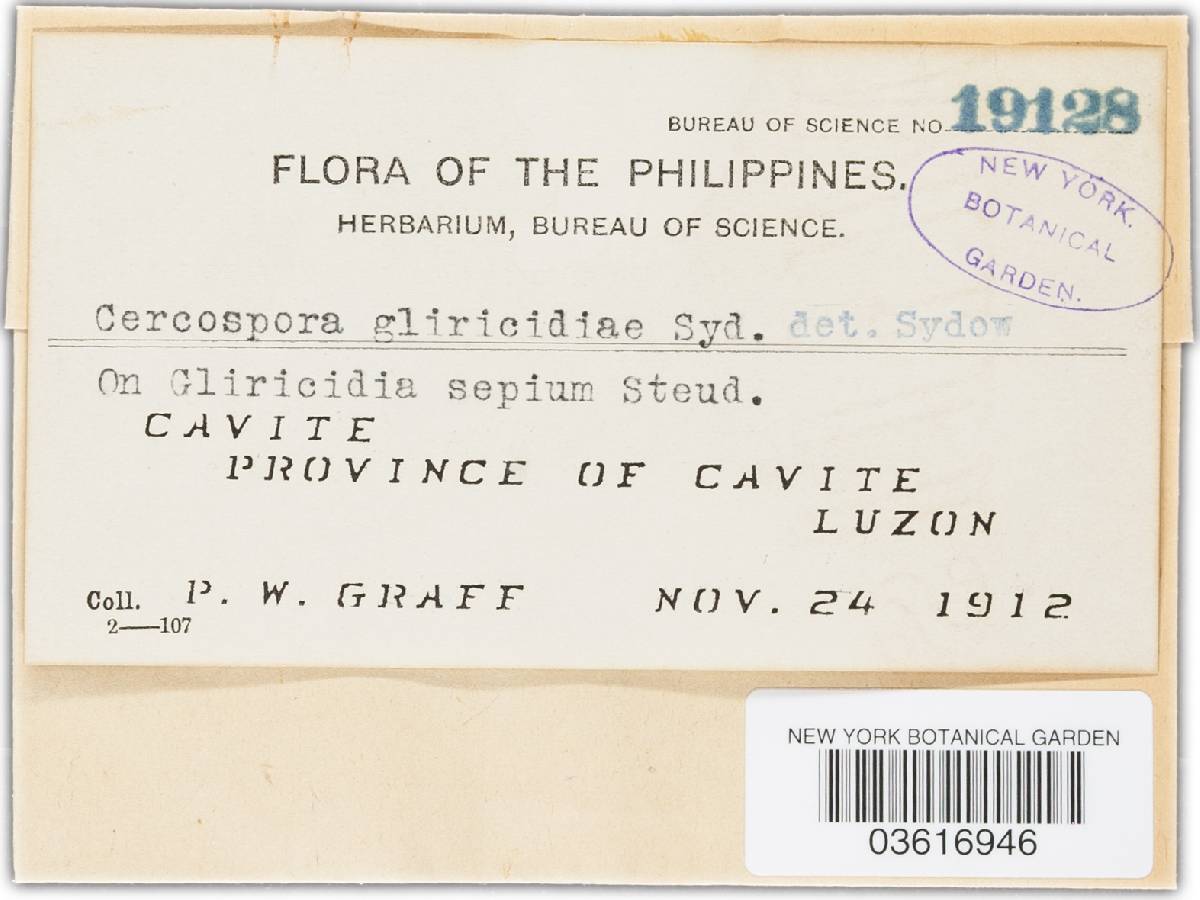 BUREAU OF SCIENCE NO. 19128
FLORA OF THE PHILIPPINES.
HERBARIUM, BUREAU OF SCIENCE.
NEW YORK.
BOTANICAL
GARDEN.
Cercospora gliricidiae Syd. det. Sydow
On Gliricidia sepium Steud.
CAVITE
PROVINCE OF CAVITE
LUZON
Coll. P. W. GRAFF NOV. 24 1912
2—107
NEW YORK BOTANICAL GARDEN
03616946